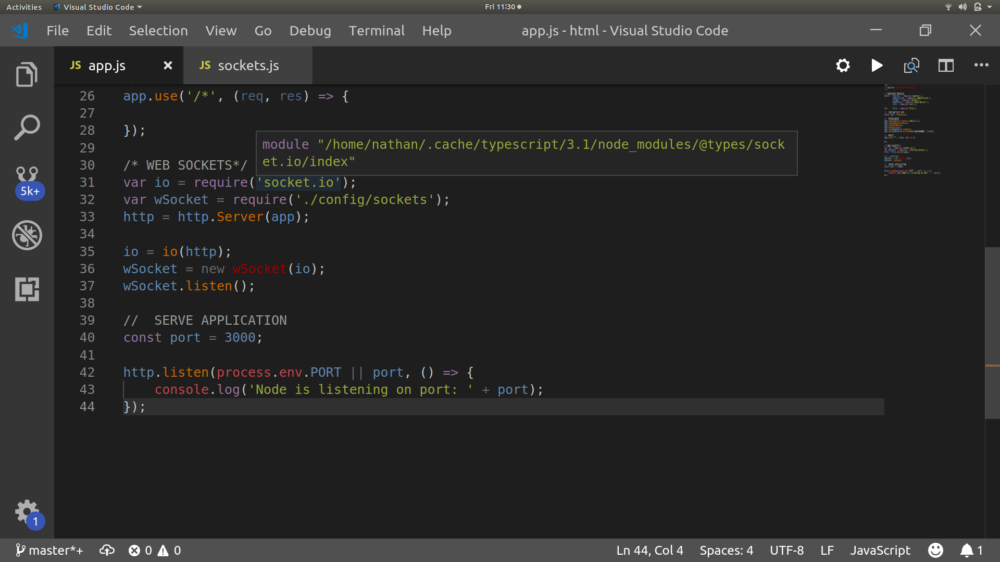 Activities Visual Studio Code Fri 11:30
File Edit Selection View Go Debug Terminal Help app.js - html - Visual Studio Code
JS app.js × JS sockets.js
26 app.use('/*', (req, res) => {
27
28 });
29
module "/home/nathan/.cache/typescript/3.1/node_modules/@types/sock
et.io/index"
30 /* WEB SOCKETS*/
31 var io = require('socket.io');
32 var wSocket = require('./config/sockets');
33 http = http.Server(app);
34
35 io = io(http);
36 wSocket = new wSocket(io);
37 wSocket.listen();
38
39 //  SERVE APPLICATION
40 const port = 3000;
41
42 http.listen(process.env.PORT || port, () => {
43     console.log('Node is listening on port: ' + port);
44 });
5k+
1
master*+ 0 0 Ln 44, Col 4 Spaces: 4 UTF-8 LF JavaScript 1